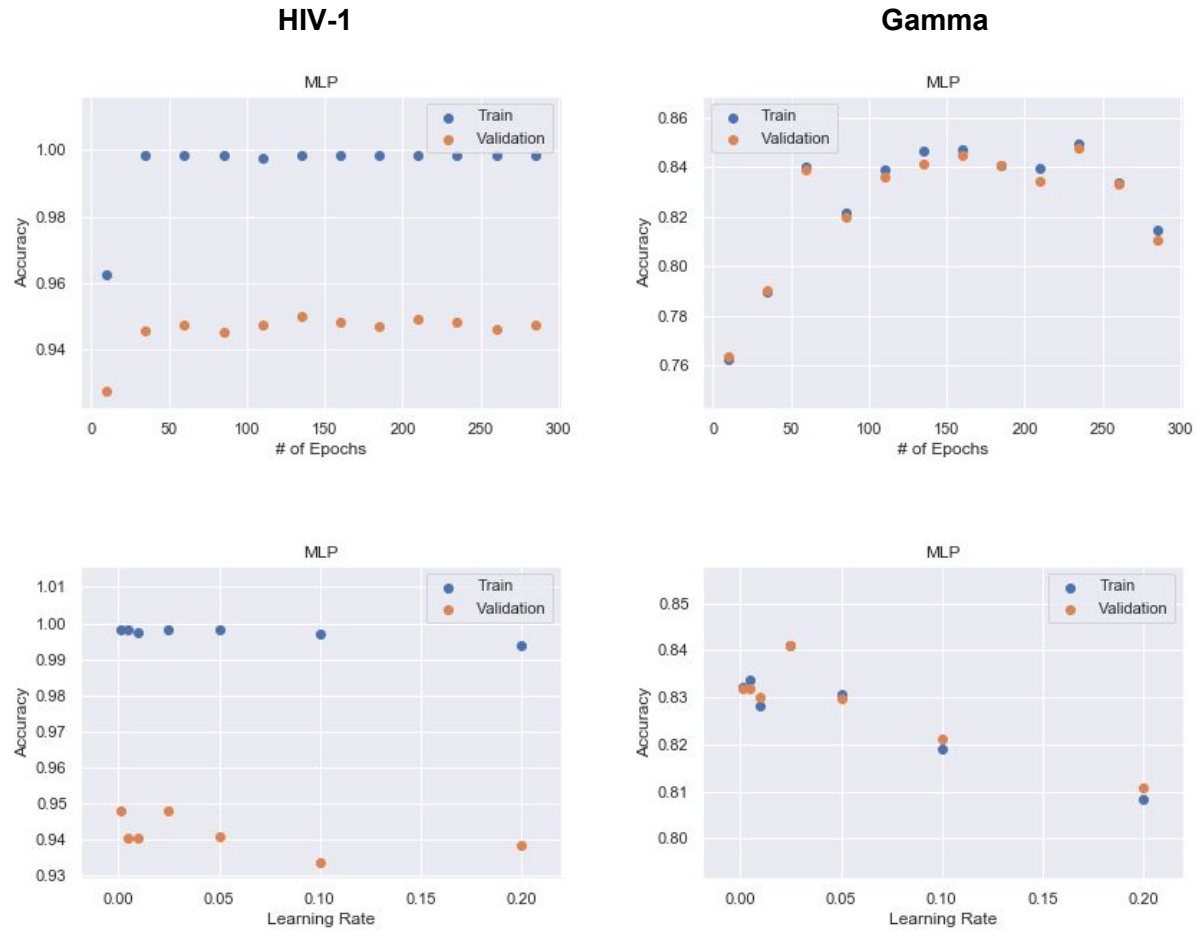 HIV-1
Gamma
MLP
Train
Validation
1.00
0.98
0.96
0.94
Accuracy
0 50 100 150 200 250 300
# of Epochs
MLP
Train
Validation
0.86
0.84
0.82
0.80
0.78
0.76
Accuracy
0 50 100 150 200 250 300
# of Epochs
MLP
Train
Validation
1.01
1.00
0.99
0.98
0.97
0.96
0.95
0.94
0.93
Accuracy
0.00 0.05 0.10 0.15 0.20
Learning Rate
MLP
Train
Validation
0.85
0.84
0.83
0.82
0.81
0.80
Accuracy
0.00 0.05 0.10 0.15 0.20
Learning Rate